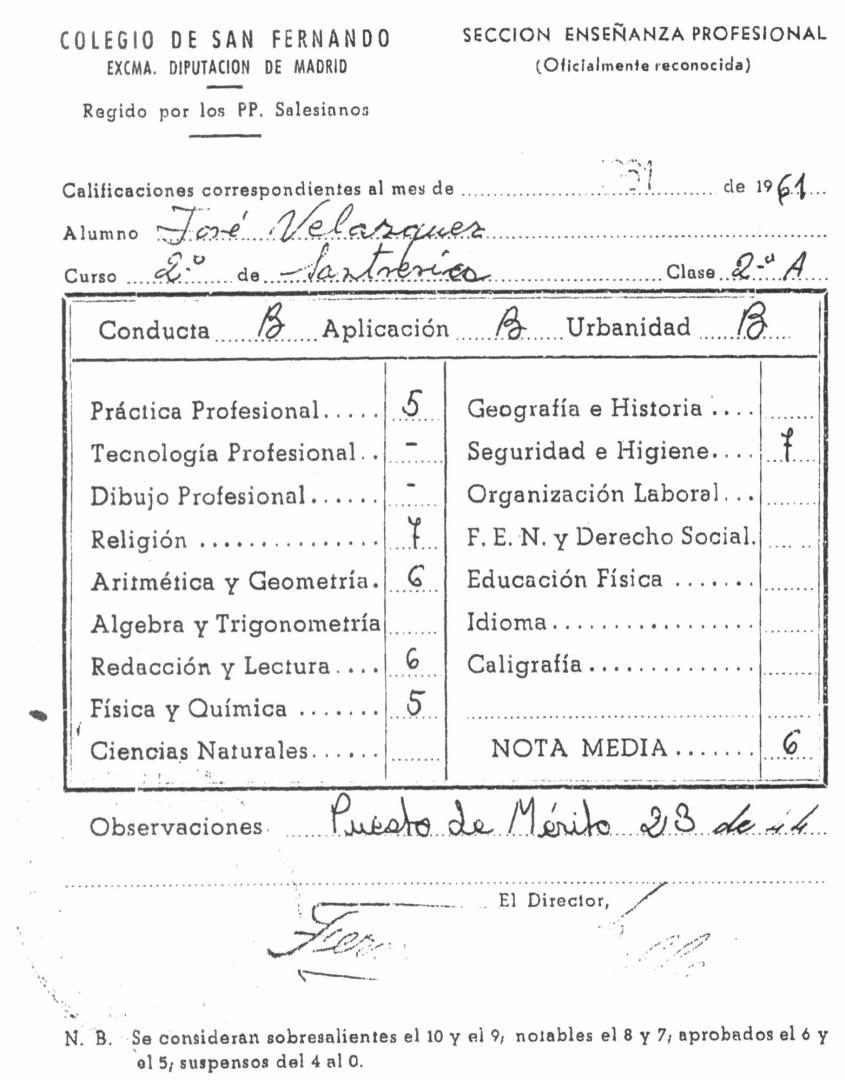 COLEGIO DE SAN FERNANDO
EXCMA. DIPUTACION DE MADRID
Regido por los PP. Salesianos
SECCION ENSEÑANZA PROFESIONAL
(Oficialmente reconocida)
Calificaciones correspondientes al mes de ............ de 1961
Alumno José Velazquez
Curso 2.º de ............ Clase 2.ª A
Conducta B Aplicación B Urbanidad B
Práctica Profesional..... 5
Tecnología Profesional.. -
Dibujo Profesional...... -
Religión ............... 7
Aritmética y Geometría. 6
Algebra y Trigonometría
Redacción y Lectura.... 6
Física y Química ....... 5
Ciencias Naturales......
Geografía e Historia ....
Seguridad e Higiene.... 7
Organización Laboral...
F. E. N. y Derecho Social.
Educación Física .......
Idioma.................
Caligrafía..............
NOTA MEDIA....... 6
Observaciones Puesto de Mérito 23 de 44
El Director,
N. B. Se consideran sobresalientes el 10 y el 9; notables el 8 y 7; aprobados el 6 y
el 5; suspensos del 4 al 0.